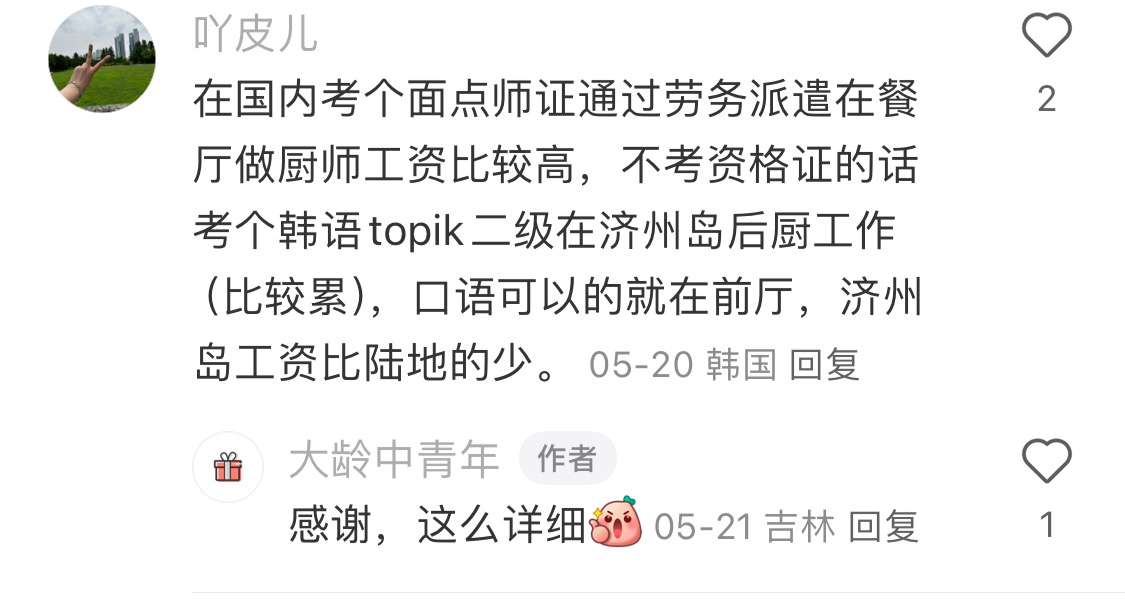 吖皮儿
在国内考个面点师证通过劳务派遣在餐
2
厅做厨师工资比较高，不考资格证的话
考个韩语topik二级在济州岛后厨工作
（比较累），口语可以的就在前厅，济州
岛工资比陆地的少。 05-20 韩国 回复
大龄中青年 作者
感谢，这么详细 05-21 吉林 回复
1